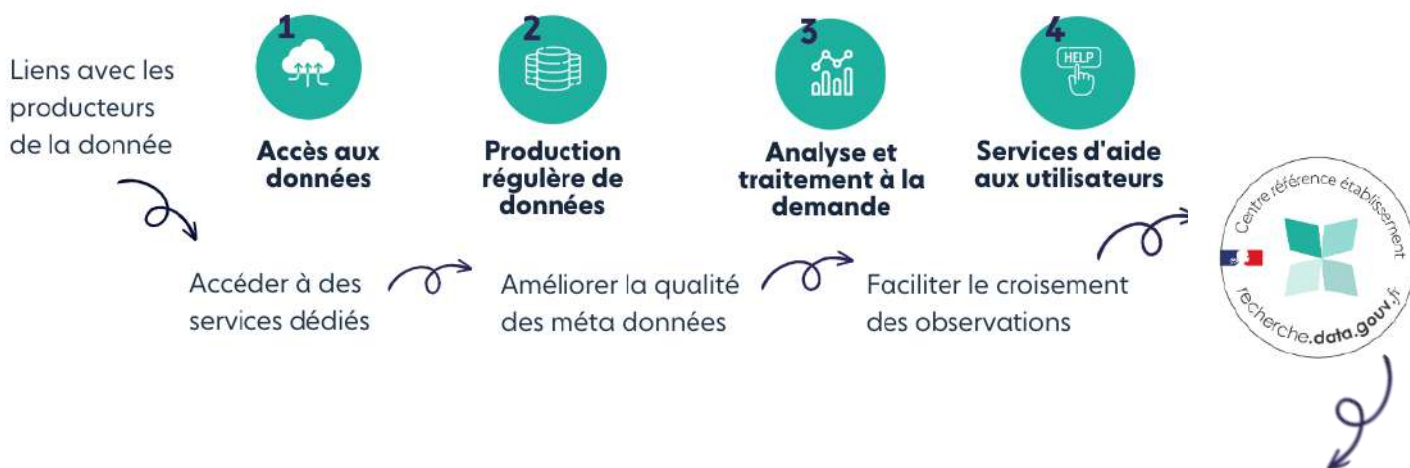 Liens avec les
producteurs
de la donnée
1
Accès aux
données
2
Production
régulère de
données
3
Analyse et
traitement à la
demande
4
HELP
Services d'aide
aux utilisateurs
Accéder à des
services dédiés
Améliorer la qualité
des méta données
Faciliter le croisement
des observations
Centre référence établissement
recherche.data.gouv.fr